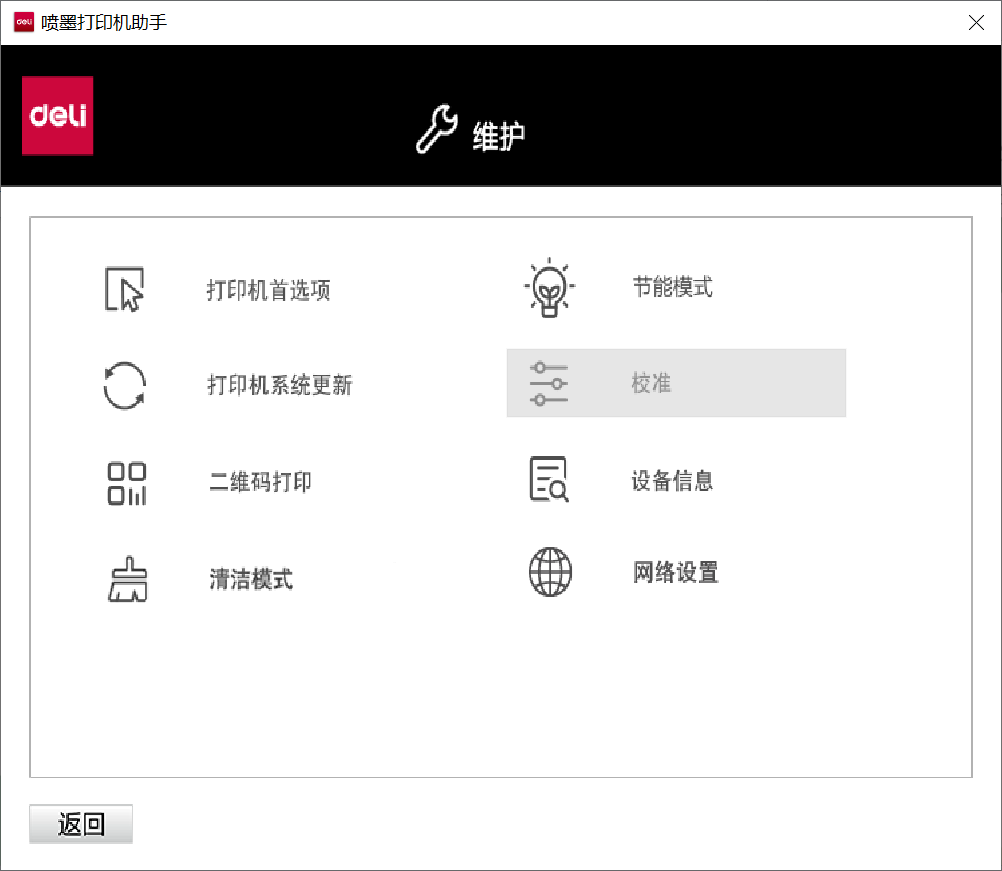 deli 喷墨打印机助手
deli
维护
打印机首选项
节能模式
打印机系统更新
校准
二维码打印
设备信息
清洁模式
网络设置
返回